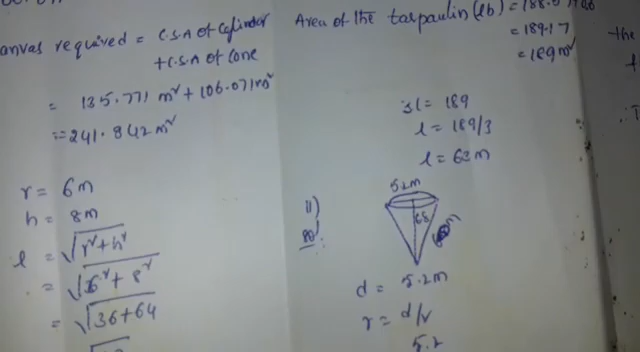 anvas required = C.S.A of Cylinder
+ C.S.A of Cone
= 135.771 m² + 106.071 m²
= 241.842 m²
r = 6m
h = 8m
l = √r²+h²
= √6²+8²
= √36+64
Area of the tarpaulin (lb) =
= 189.17
= 189 m²
3l = 189
l = 189/3
l = 63 m
11)
5.2m
6.8
d = 5.2m
r = d/r
5.2
the